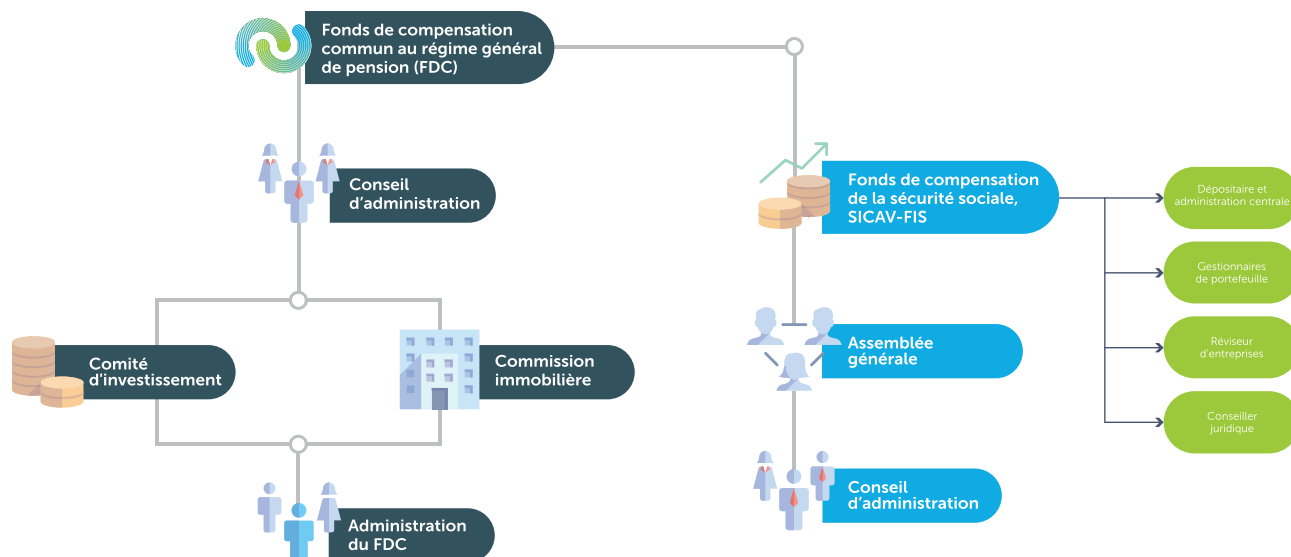 Fonds de compensation
commun au régime général
de pension (FDC)
Conseil
d'administration
Comité
d'investissement
Commission
immobilière
Administration
du FDC
Fonds de compensation
de la sécurité sociale,
SICAV-FIS
Assemblée
générale
Conseil
d'administration
Dépositaire et
administration centrale
Gestionnaires
de portefeuille
Réviseur
d'entreprises
Conseiller
juridique